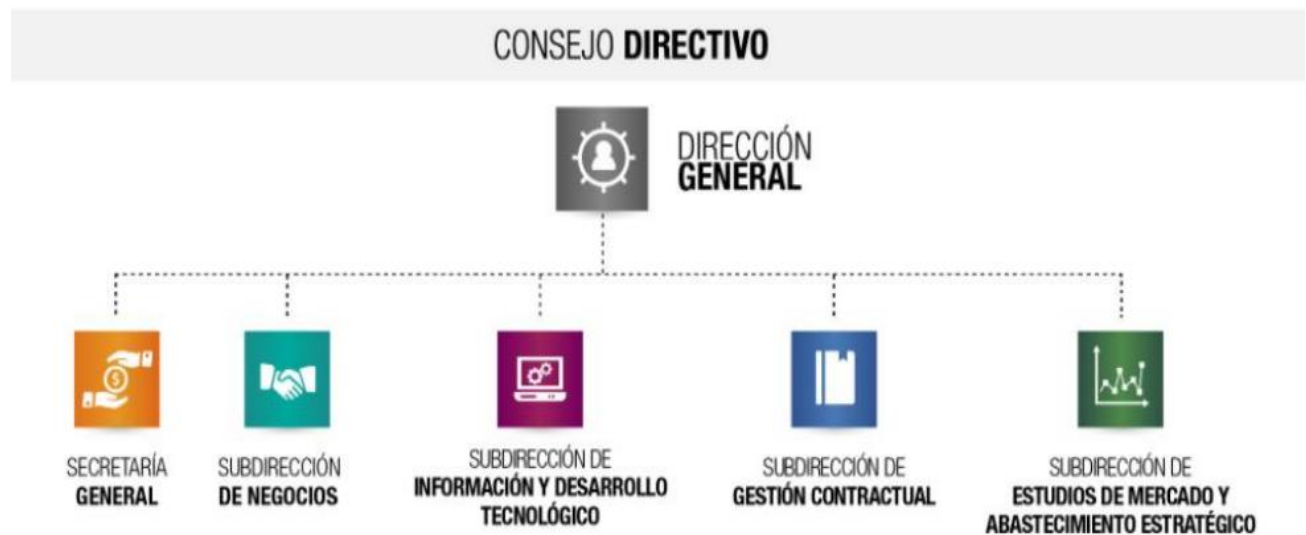 CONSEJO DIRECTIVO
DIRECCIÓN
GENERAL
$
SECRETARÍA
GENERAL
SUBDIRECCIÓN
DE NEGOCIOS
SUBDIRECCIÓN DE
INFORMACIÓN Y DESARROLLO
TECNOLÓGICO
SUBDIRECCIÓN DE
GESTIÓN CONTRACTUAL
SUBDIRECCIÓN DE
ESTUDIOS DE MERCADO Y
ABASTECIMIENTO ESTRATÉGICO